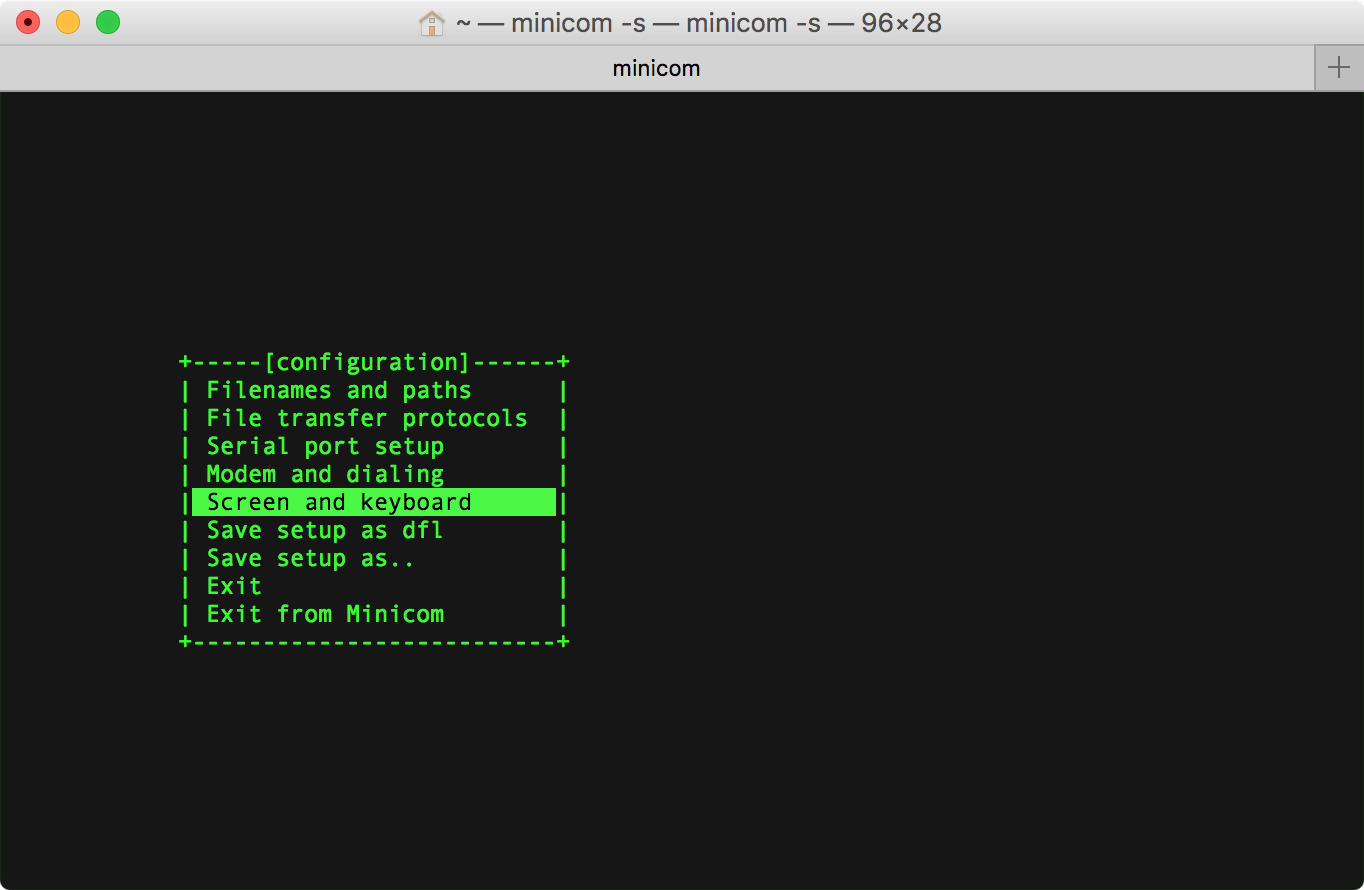 ~ — minicom -s — minicom -s — 96×28
minicom
+-----[configuration]------+
| Filenames and paths      |
| File transfer protocols  |
| Serial port setup        |
| Modem and dialing        |
| Screen and keyboard      |
| Save setup as dfl        |
| Save setup as..          |
| Exit                     |
| Exit from Minicom        |
+--------------------------+